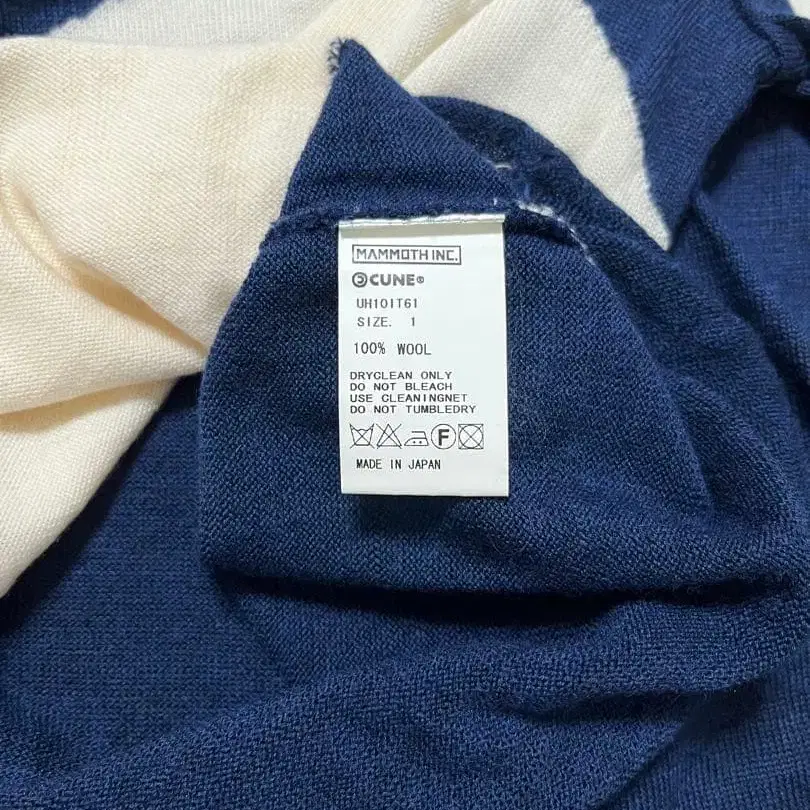 MAMMOTH INC.
CUNE®
UH101T61
SIZE. 1
100% WOOL
DRYCLEAN ONLY
DO NOT BLEACH
USE CLEANINGNET
DO NOT TUMBLEDRY
F
MADE IN JAPAN